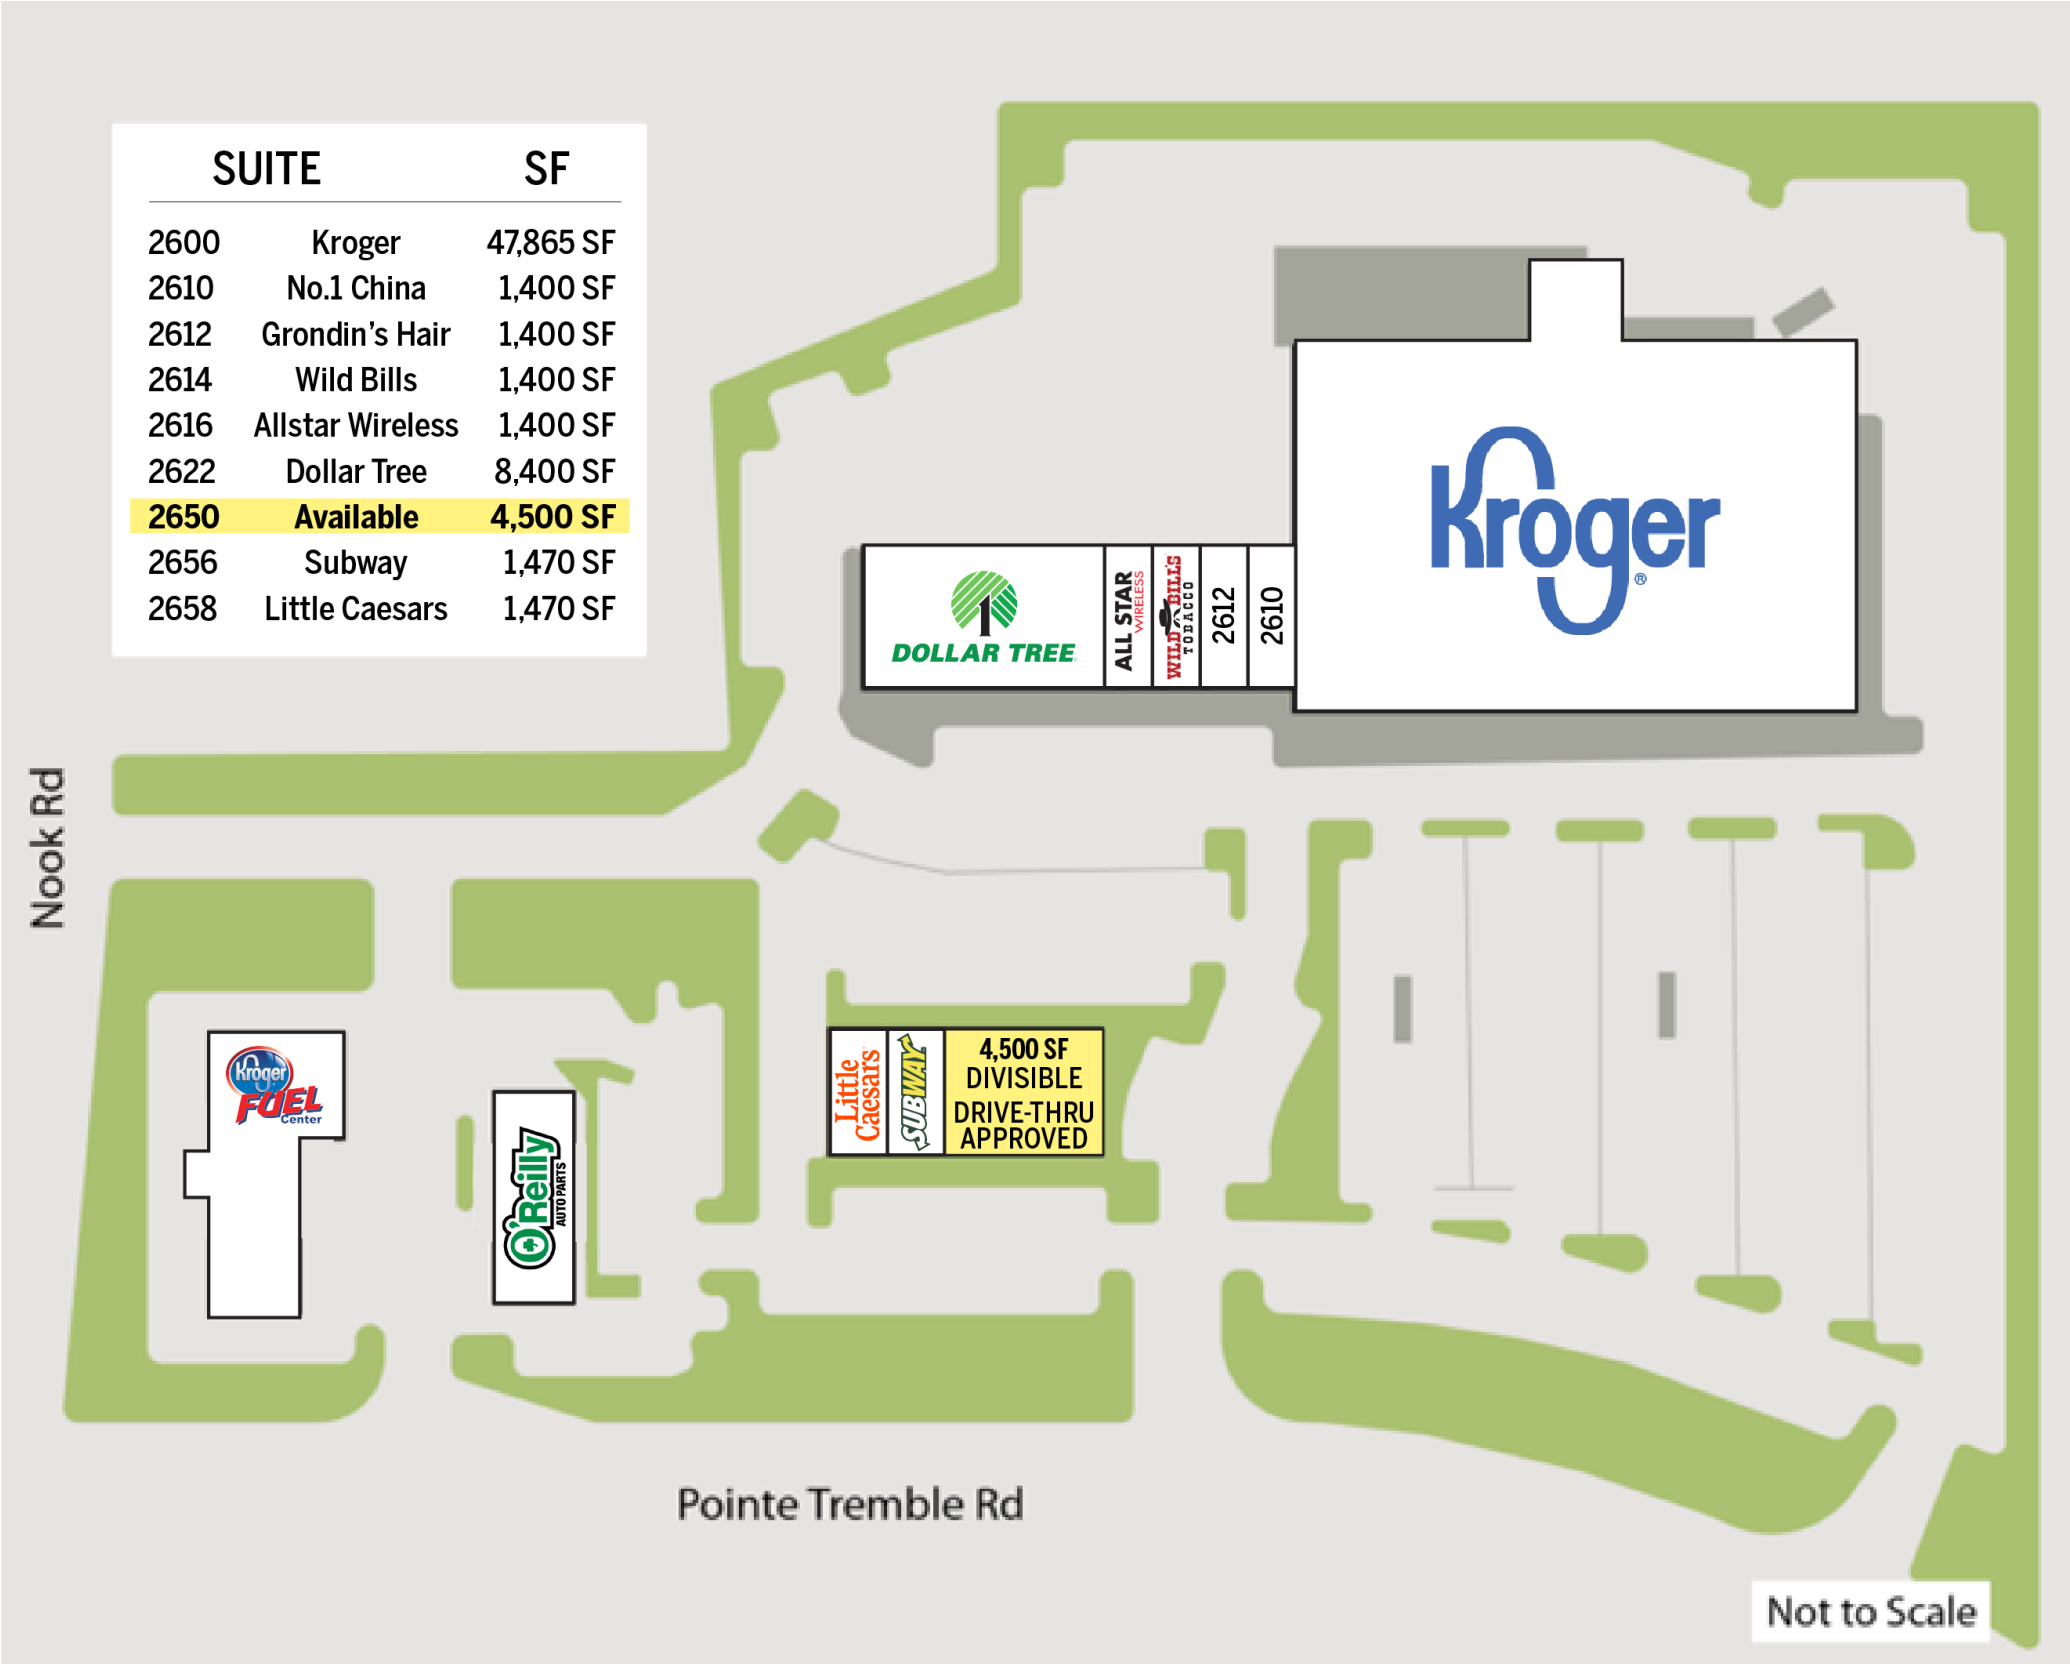 SUITE SF
2600 Kroger 47,865 SF
2610 No.1 China 1,400 SF
2612 Grondin's Hair 1,400 SF
2614 Wild Bills 1,400 SF
2616 Allstar Wireless 1,400 SF
2622 Dollar Tree 8,400 SF
2650 Available 4,500 SF
2656 Subway 1,470 SF
2658 Little Caesars 1,470 SF
Kroger®
DOLLAR TREE
ALL STAR
WIRELESS
WILD BILL'S
TOBACCO
2612
2610
Nook Rd
Kroger
FUEL
Center
O'Reilly
AUTO PARTS
Little
Caesars
SUBWAY
4,500 SF
DIVISIBLE
DRIVE-THRU
APPROVED
Pointe Tremble Rd
Not to Scale